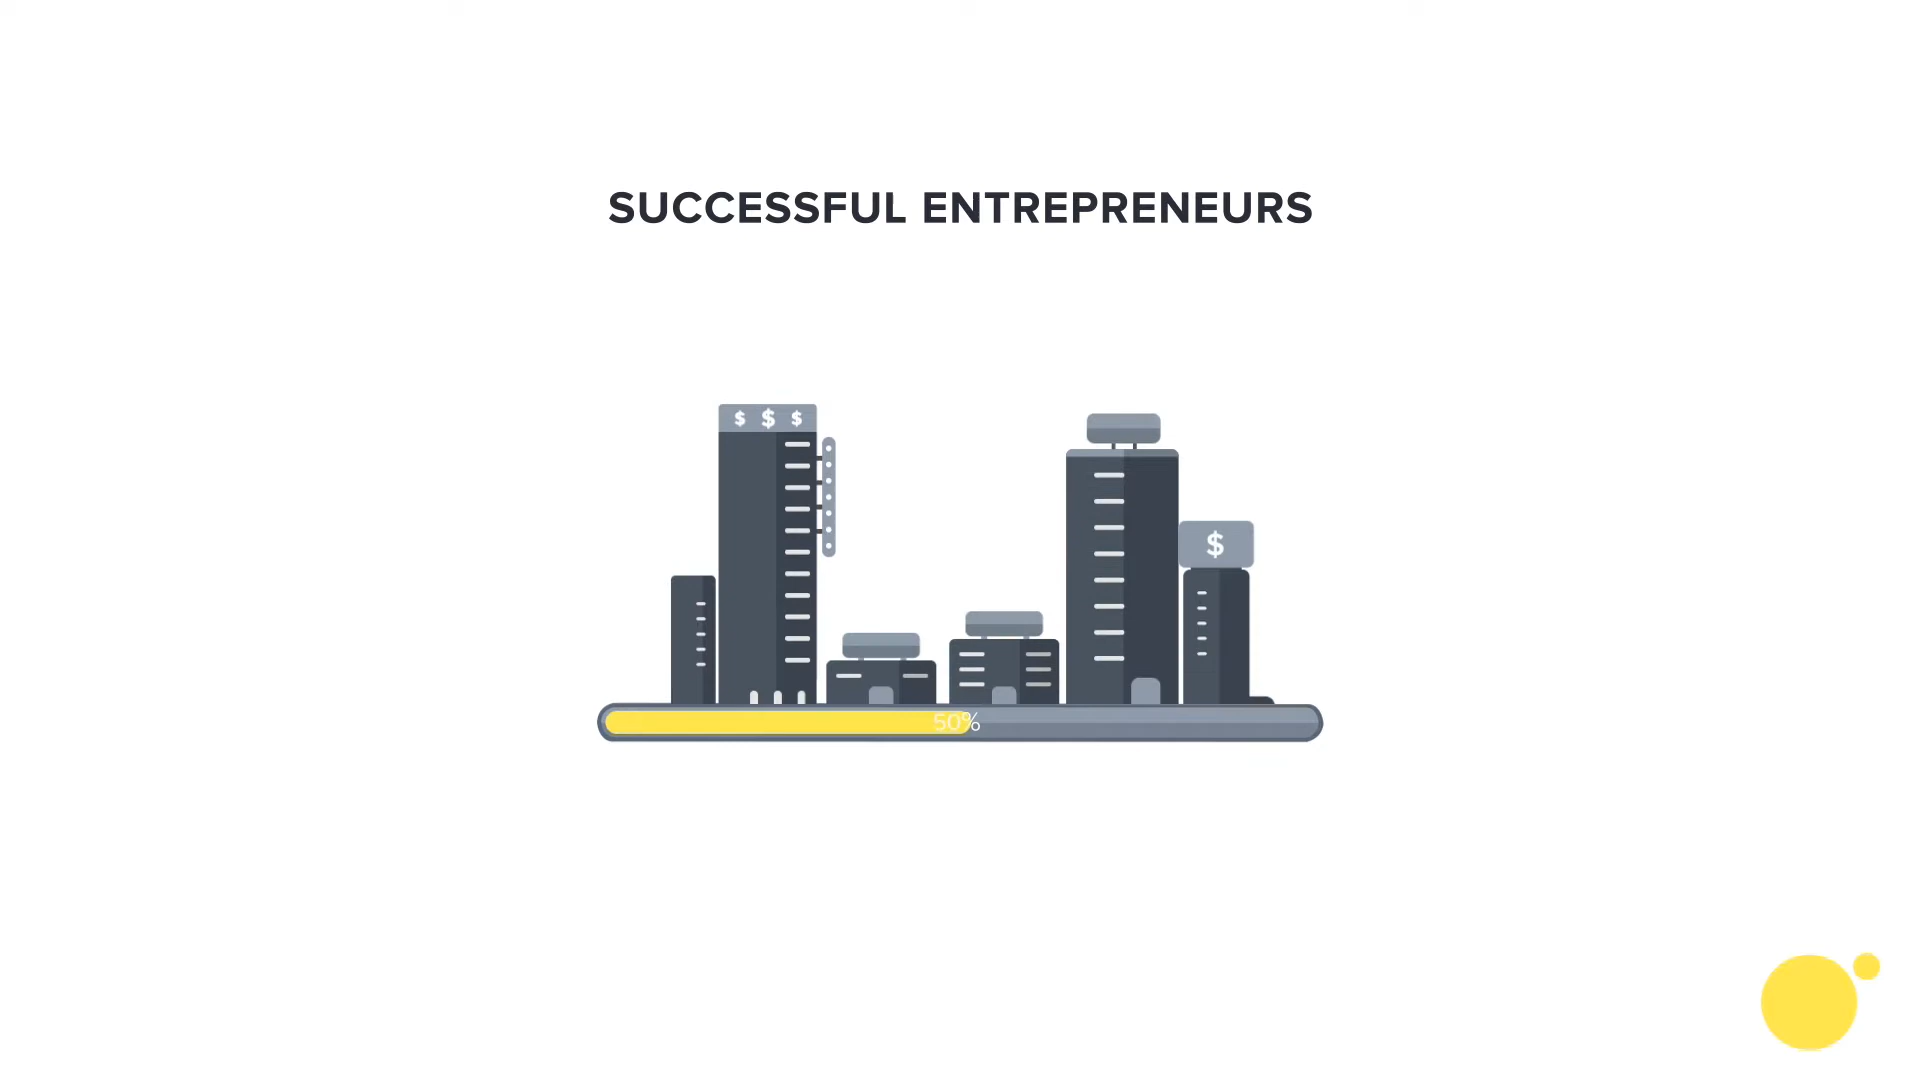 SUCCESSFUL ENTREPRENEURS
$ $ $
$
50%